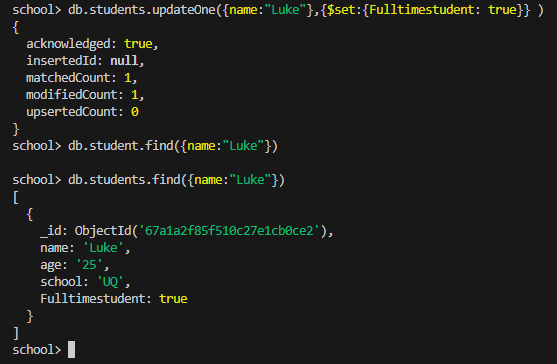 school> db.students.updateOne({name:"Luke"},{$set:{Fulltimestudent: true}} )
{
  acknowledged: true,
  insertedId: null,
  matchedCount: 1,
  modifiedCount: 1,
  upsertedCount: 0
}
school> db.student.find({name:"Luke"})

school> db.students.find({name:"Luke"})
[
  {
    _id: ObjectId('67a1a2f85f510c27e1cb0ce2'),
    name: 'Luke',
    age: '25',
    school: 'UQ',
    Fulltimestudent: true
  }
]
school>